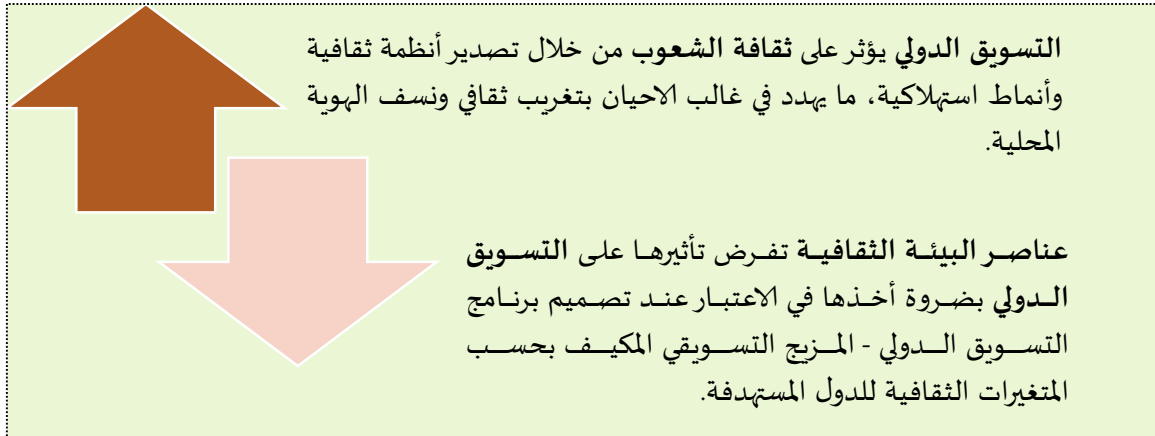 التسويق الدولي يؤثر على ثقافة الشعوب من خلال تصدير أنظمة ثقافية
وأنماط استهلاكية، ما يهدد في غالب الاحيان بتغريب ثقافي ونسف الهوية
المحلية.
عناصر البيئة الثقافية تفرض تأثيرها على التسويق
الدولي بضروة أخذها في الاعتبار عند تصميم برنامج
التسويق الدولي - المزيج التسويقي المكيف بحسب
المتغيرات الثقافية للدول المستهدفة.